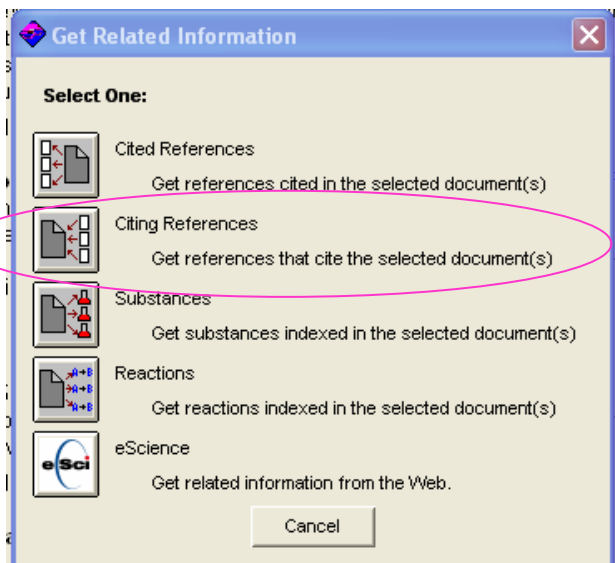 Get Related Information
Select One:
Cited References
Get references cited in the selected document(s)
Citing References
Get references that cite the selected document(s)
Substances
Get substances indexed in the selected document(s)
A→B
A→B
A→B
Reactions
Get reactions indexed in the selected document(s)
eSci
eScience
Get related information from the Web.
Cancel